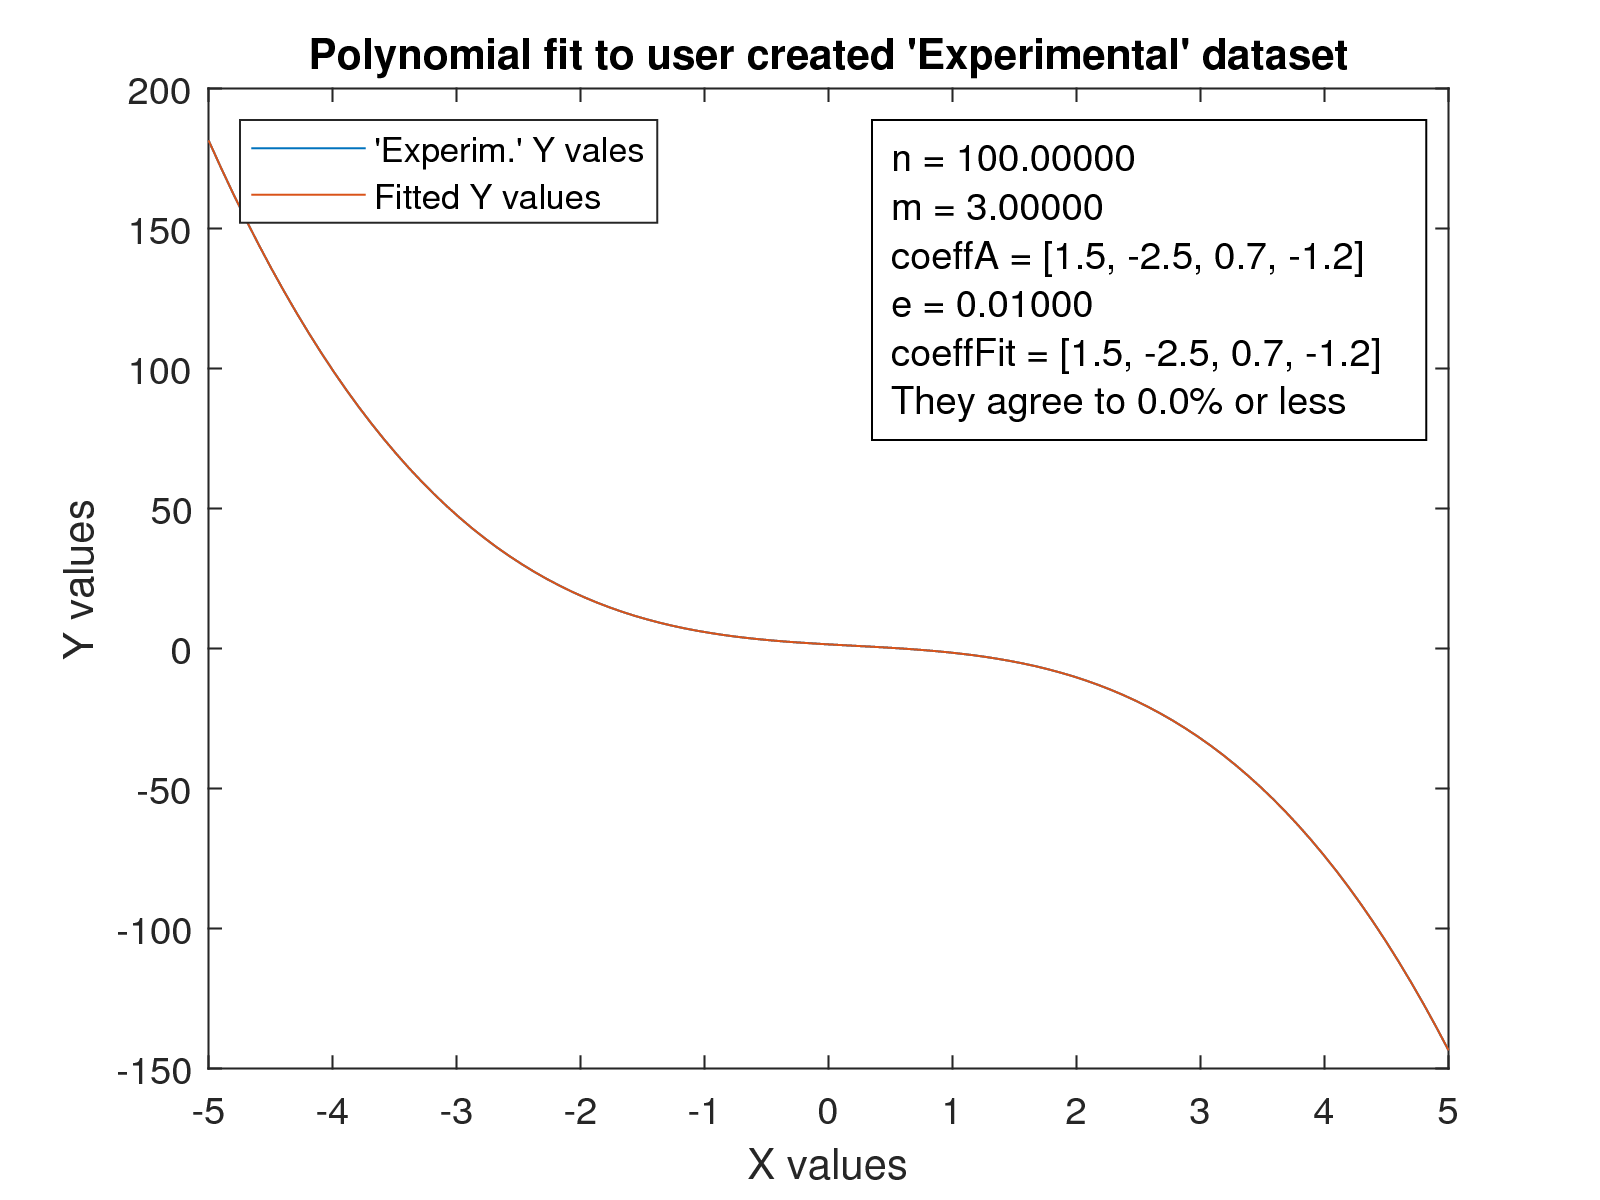 Polynomial fit to user created 'Experimental' dataset
200
150
100
50
0
-50
-100
-150
Y values
'Experim.' Y vales
Fitted Y values
n = 100.00000
m = 3.00000
coeffA = [1.5, -2.5, 0.7, -1.2]
e = 0.01000
coeffFit = [1.5, -2.5, 0.7, -1.2]
They agree to 0.0% or less
-5 -4 -3 -2 -1 0 1 2 3 4 5
X values